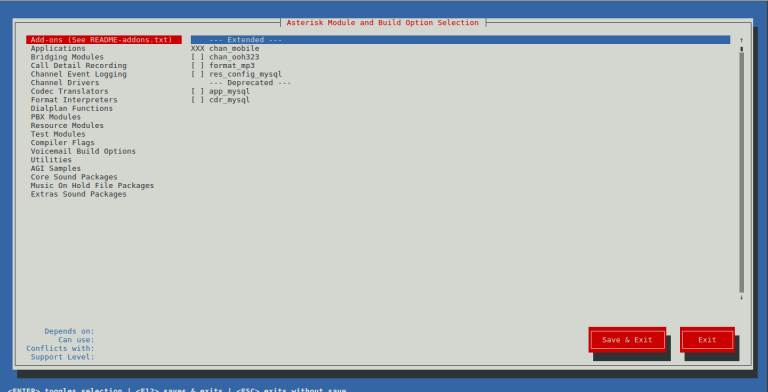 Asterisk Module and Build Option Selection
Add-ons (See README-addons.txt)
Applications
Bridging Modules
Call Detail Recording
Channel Event Logging
Channel Drivers
Codec Translators
Format Interpreters
Dialplan Functions
PBX Modules
Resource Modules
Test Modules
Compiler Flags
Voicemail Build Options
Utilities
AGI Samples
Core Sound Packages
Music On Hold File Packages
Extras Sound Packages
--- Extended ---
XXX chan_mobile
[ ] chan_ooh323
[ ] format_mp3
[ ] res_config_mysql
--- Deprecated ---
[ ] app_mysql
[ ] cdr_mysql
Depends on:
Can use:
Conflicts with:
Support Level:
Save & Exit
Exit
<ENTER> toggles selection | <F12> saves & exits | <ESC> exits without save